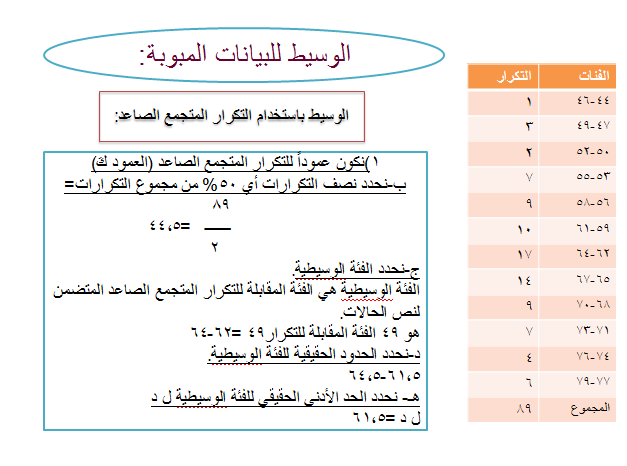 الوسيط للبيانات المبوبة:
الوسيط باستخدام التكرار المتجمع الصاعد:
١)نكون عموداً للتكرار المتجمع الصاعد (العمود ك)
ب-نحدد نصف التكرارات أي ٥٠% من مجموع التكرارات=
٨٩
ـــــ =٤٤،٥
٢
ج-نحدد الفئة الوسيطية.
الفئة الوسيطية هي الفئة المقابلة للتكرار المتجمع الصاعد المتضمن
لنص الحالات.
هو ٤٩ الفئة المقابلة للتكرار٤٩ =٦٢-٦٤
د-نحدد الحدود الحقيقية للفئة الوسيطية.
٦١،٥-٦٤،٥
هـ- نحدد الحد الأدنى الحقيقي للفئة الوسيطية ل د
ل د =٦١،٥
الفئات التكرار
٤٤-٤٦ ١
٤٧-٤٩ ٣
٥٠-٥٢ ٢
٥٣-٥٥ ٧
٥٦-٥٨ ٩
٥٩-٦١ ١٠
٦٢-٦٤ ١٧
٦٥-٦٧ ١٤
٦٨-٧٠ ٩
٧١-٧٣ ٧
٧٤-٧٦ ٤
٧٧-٧٩ ٦
المجموع ٨٩